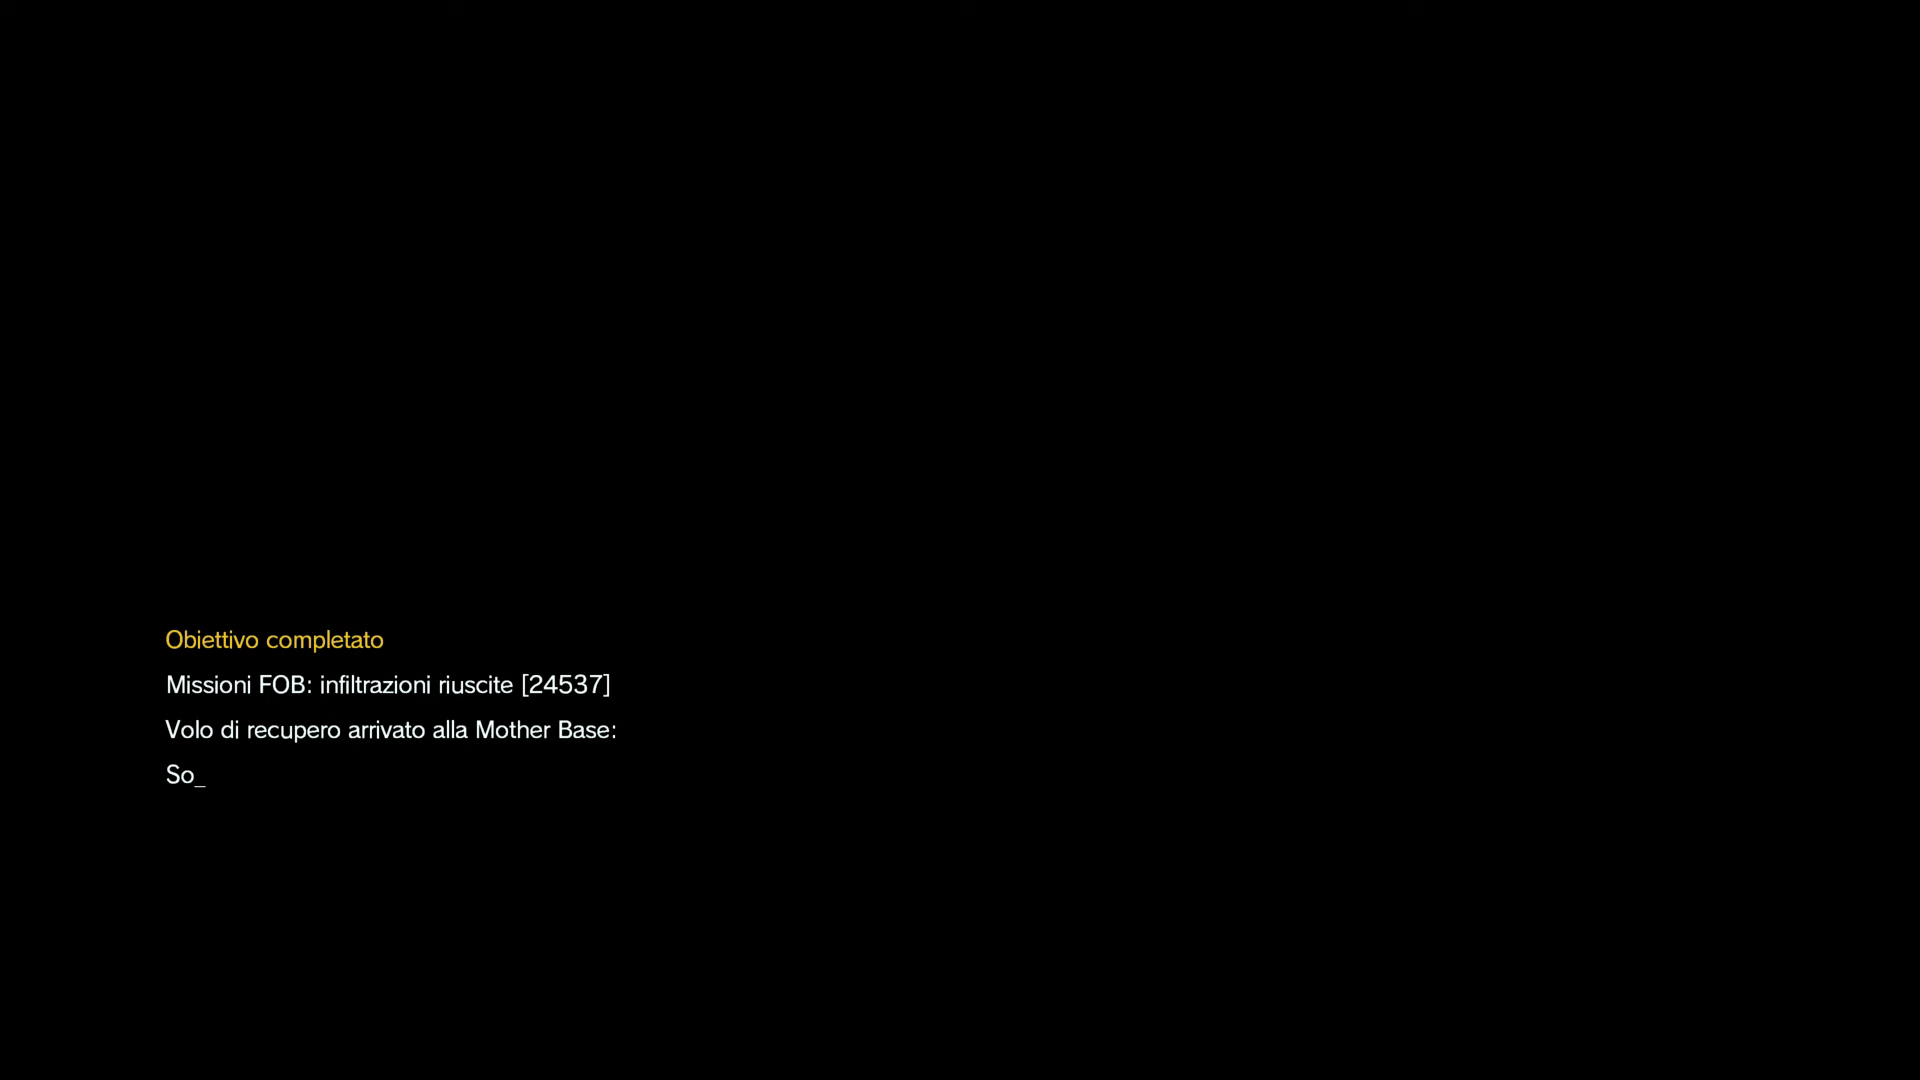 Obiettivo completato
Missioni FOB: infiltrazioni riuscite [24537]
Volo di recupero arrivato alla Mother Base:
So_